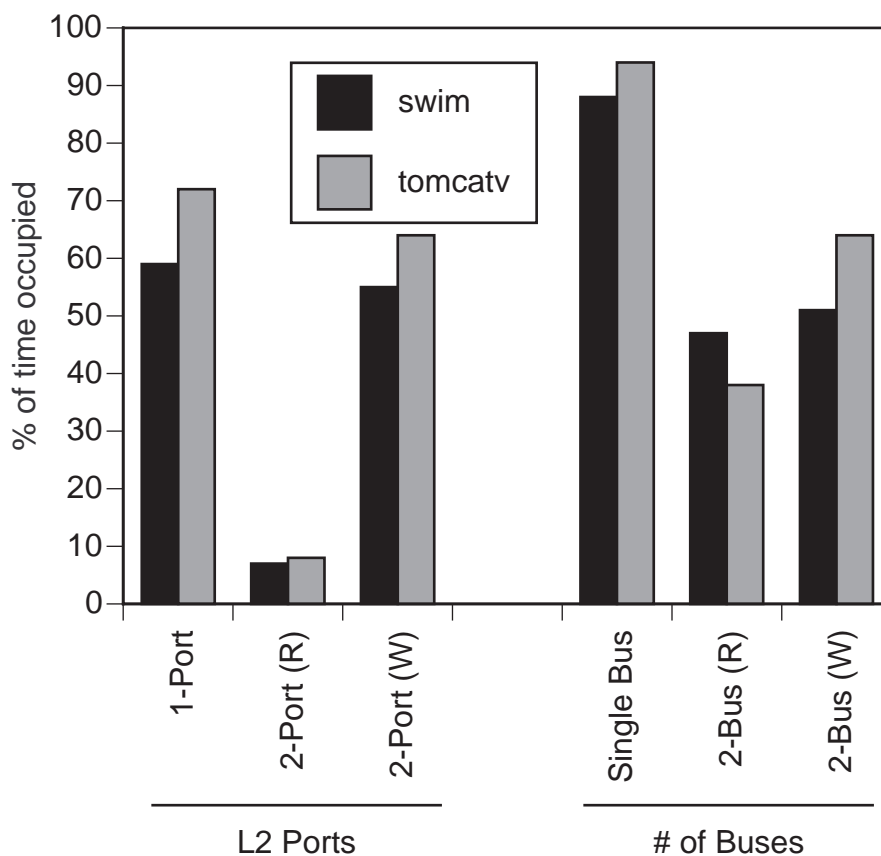 100
90
80
70
60
50
40
30
20
10
0
% of time occupied
swim
tomcatv
1-Port
2-Port (R)
2-Port (W)
Single Bus
2-Bus (R)
2-Bus (W)
L2 Ports
# of Buses